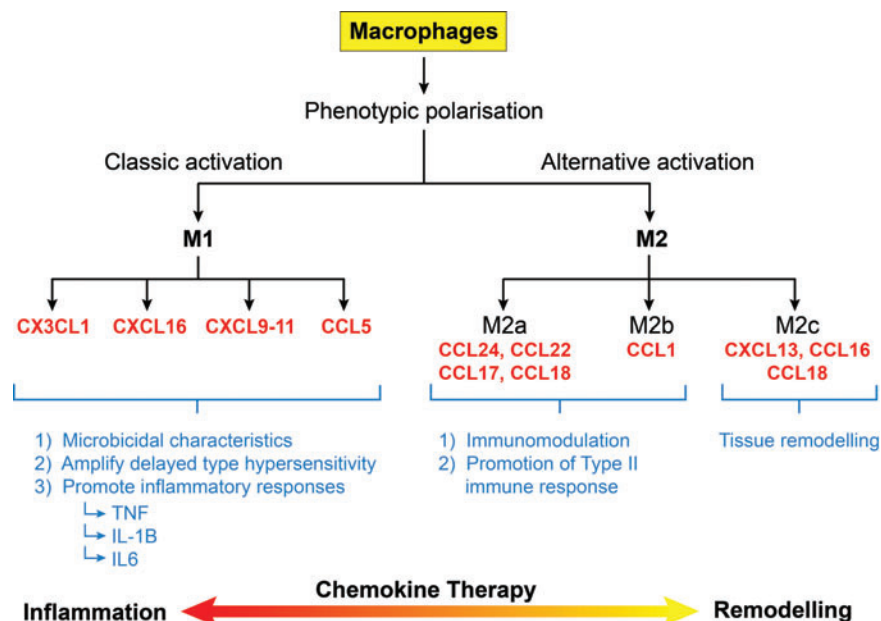 Macrophages
Phenotypic polarisation
Classic activation
Alternative activation
M1
M2
CX3CL1
CXCL16
CXCL9-11
CCL5
M2a
CCL24, CCL22
CCL17, CCL18
M2b
CCL1
M2c
CXCL13, CCL16
CCL18
1) Microbicidal characteristics
2) Amplify delayed type hypersensitivity
3) Promote inflammatory responses
TNF
IL-1B
IL6
1) Immunomodulation
2) Promotion of Type II
immune response
Tissue remodelling
Chemokine Therapy
Inflammation
Remodelling